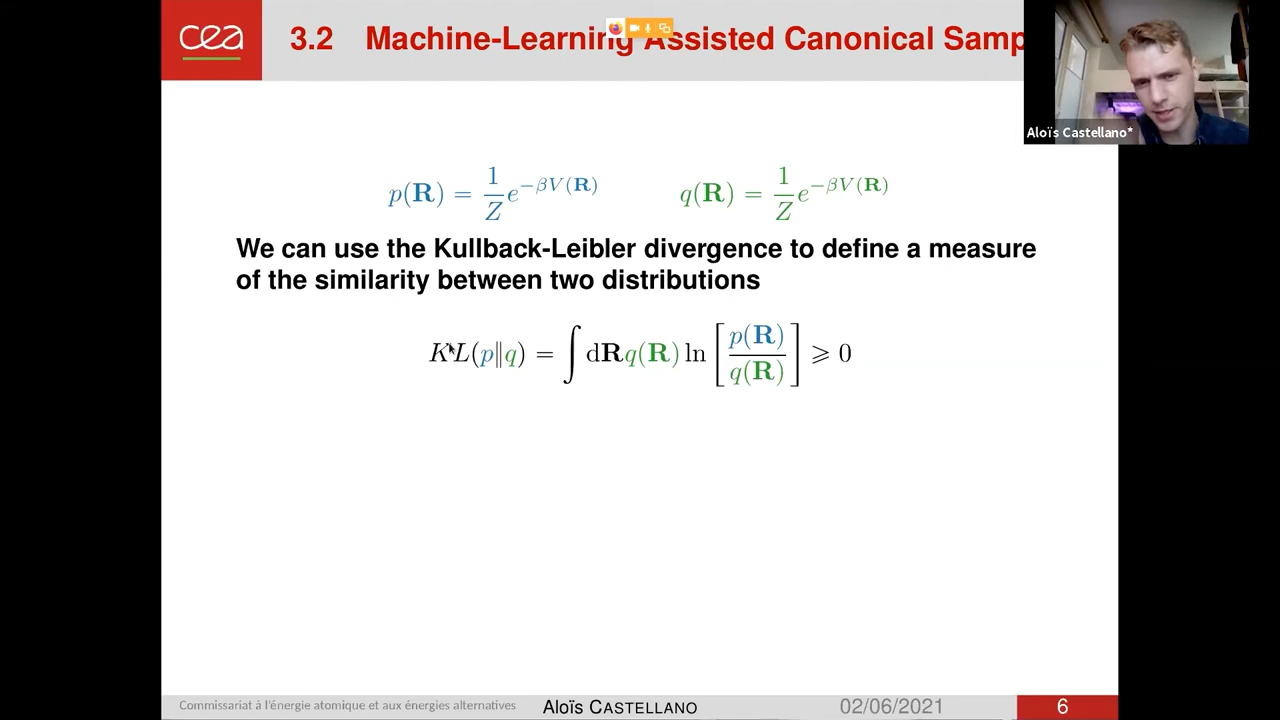 cea
3.2 Machine-Learning Assisted Canonical Samp
Aloïs Castellano*
p(R) = 1/Z e^{-βV(R)} q(R) = 1/Z e^{-βV(R)}
We can use the Kullback-Leibler divergence to define a measure
of the similarity between two distributions
KL(p‖q) = ∫ dR q(R) ln [ p(R) / q(R) ] ⩾ 0
Commissariat à l'énergie atomique et aux énergies alternatives Aloïs CASTELLANO 02/06/2021 6